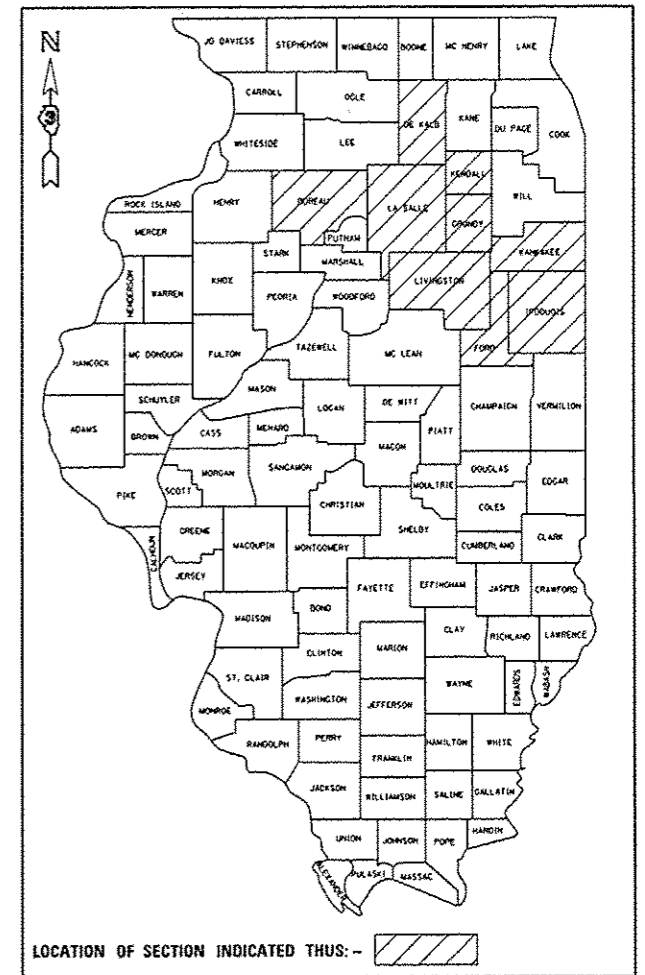 N
3
JO DAVIESS STEPHENSON WINNEBAGO BOONE MC HENRY LAKE
CARROLL OGLE DE KALB KANE DU PAGE COOK
WHITESIDE LEE
KENDALL WILL
ROCK ISLAND HENRY BUREAU LA SALLE GRUNDY
MERCER STARK PUTNAM KANKAKEE
MARSHALL
HENDERSON WARREN KNOX PEORIA WOODFORD LIVINGSTON IROQUOIS
HANCOCK MC DONOUGH FULTON TAZEWELL MC LEAN FORD
SCHUYLER MASON
ADAMS BROWN CASS MENARD LOGAN DE WITT PIATT CHAMPAIGN VERMILION
MACON
PIKE SCOTT MORGAN SANGAMON MOULTRIE DOUGLAS EDGAR
CHRISTIAN COLES
CALHOUN GREENE MACOUPIN MONTGOMERY SHELBY CUMBERLAND CLARK
JERSEY
FAYETTE EFFINGHAM JASPER CRAWFORD
MADISON BOND
CLAY RICHLAND LAWRENCE
CLINTON MARION
ST. CLAIR WAYNE EDWARDS WABASH
WASHINGTON JEFFERSON
MONROE
RANDOLPH PERRY HAMILTON WHITE
FRANKLIN
JACKSON WILLIAMSON SALINE GALLATIN
UNION JOHNSON POPE HARDIN
ALEXANDER PULASKI MASSAC
LOCATION OF SECTION INDICATED THUS: -